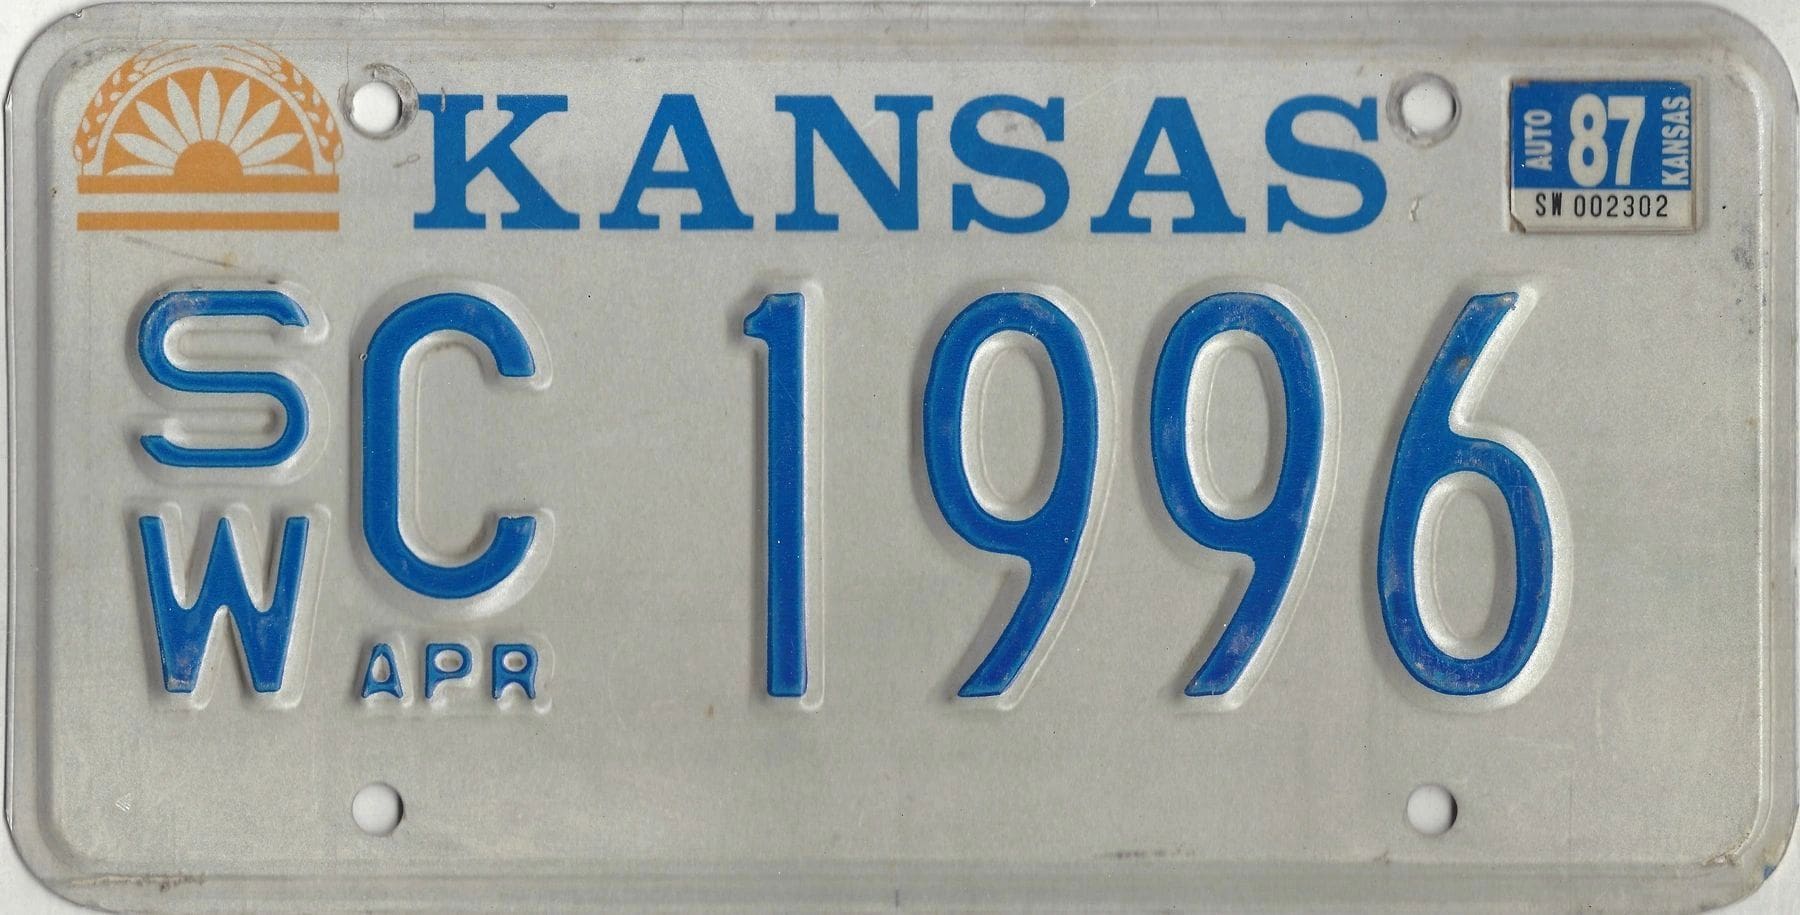 KANSAS
AUTO 87 KANSAS
SW 002302
SW C 1996
APR